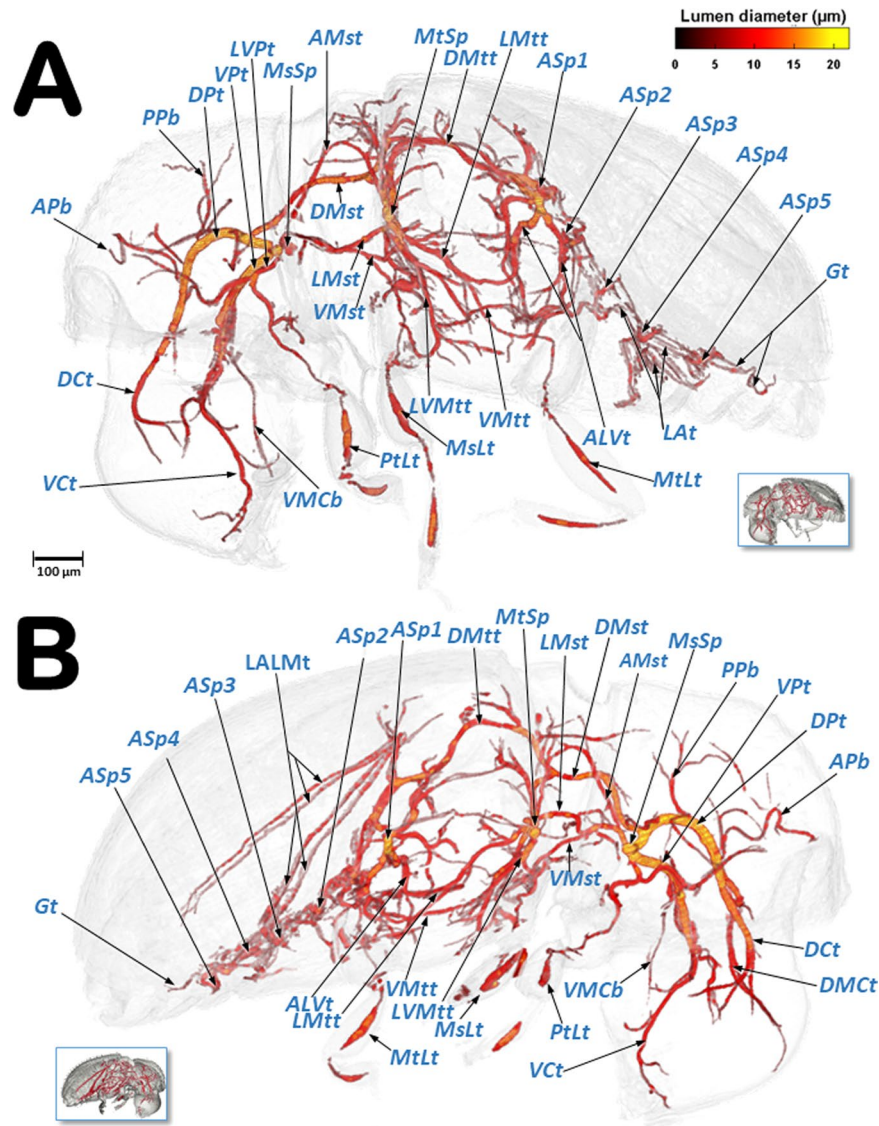 Lumen diameter (µm)
0 5 10 15 20
A
AMst
MtSp
LMtt
LVPt
DMtt
ASp1
VPt
MsSp
DPt
ASp2
PPb
ASp3
ASp4
APb
ASp5
DMst
Gt
LMst
VMst
DCt
LVMtt
VMtt
ALVt
LAt
PtLt
MsLt
MtLt
VCt
VMCb
100 µm
B
MtSp
ASp2
ASp1
DMtt
LMst
DMst
MsSp
LALMt
AMst
PPb
VPt
ASp3
DPt
ASp4
APb
ASp5
VMst
Gt
DCt
ALVt
VMtt
VMCb
DMCt
LMtt
LVMtt
MsLt
PtLt
MtLt
VCt